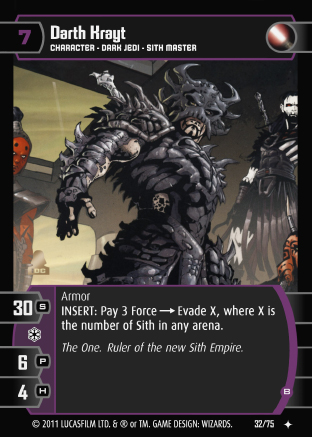 7
Darth Krayt
CHARACTER - DARK JEDI - SITH MASTER
Armor
30 S
INSERT: Pay 3 Force → Evade X, where X is
the number of Sith in any arena.
The One. Ruler of the new Sith Empire.
6 P
4 H
B
© 2011 LUCASFILM LTD. & ® or TM. GAME DESIGN: WIZARDS.
32/75